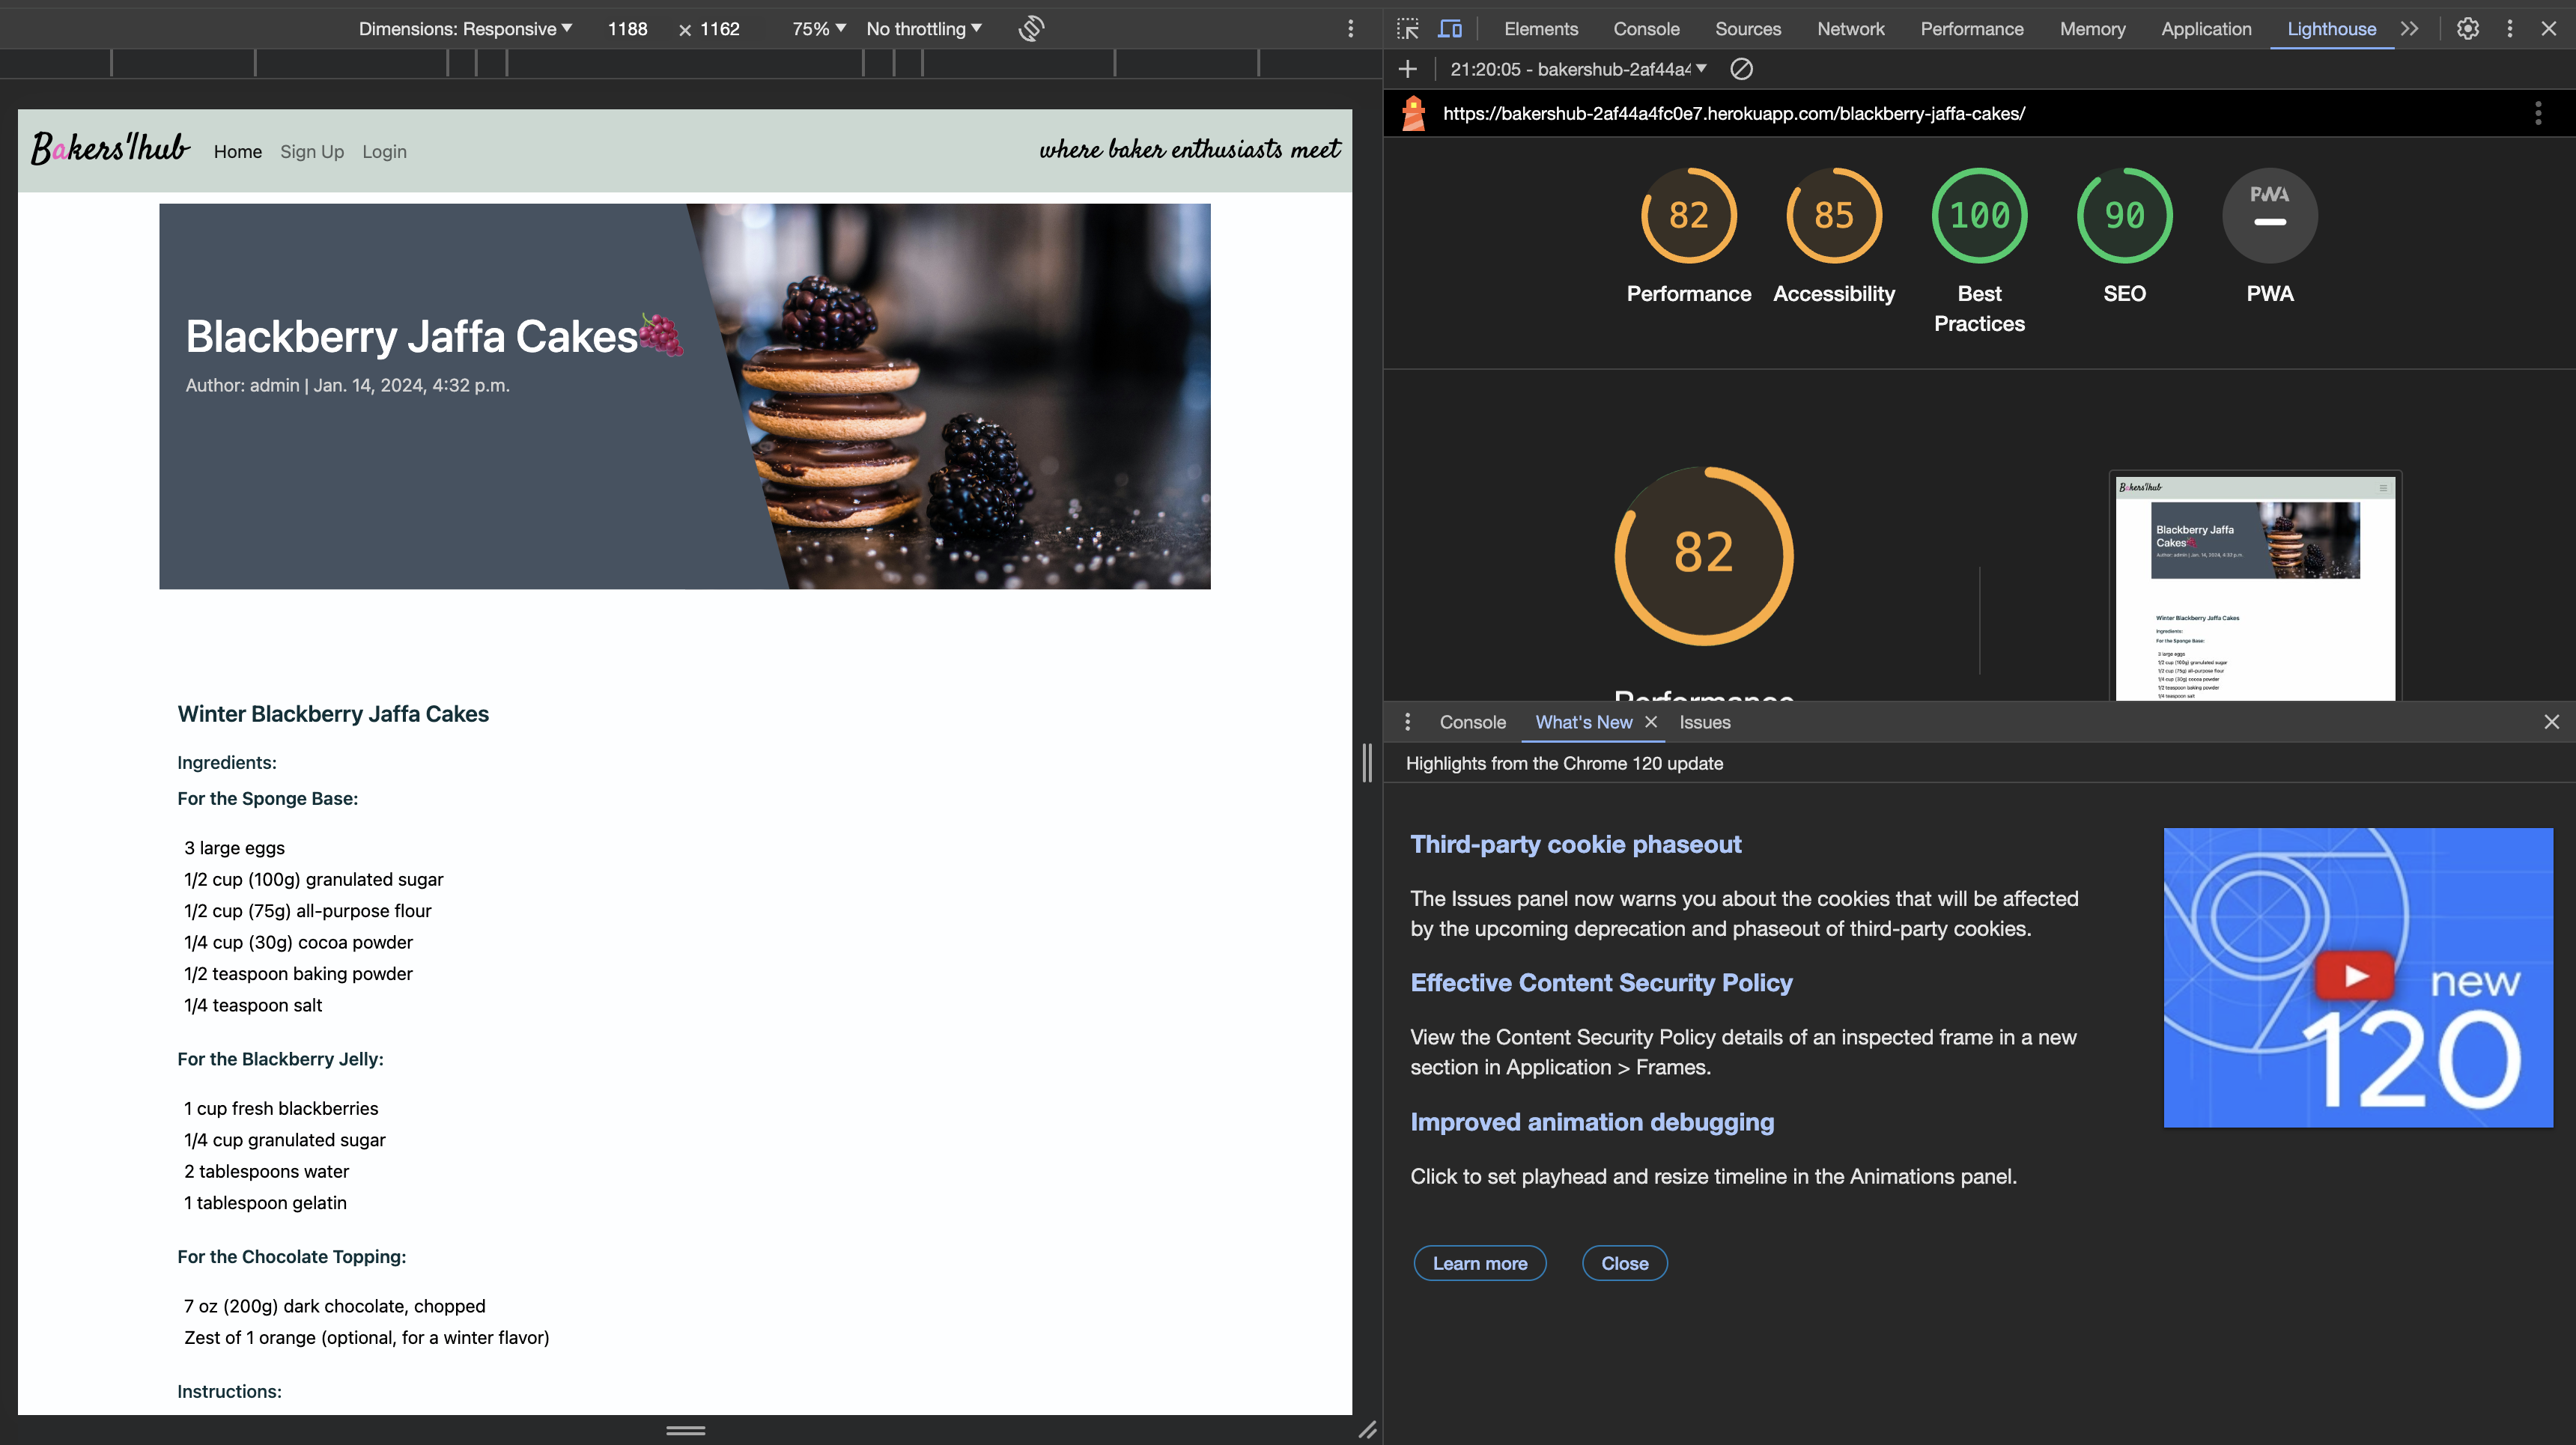 Dimensions: Responsive 1188 × 1162 75% No throttling
Bakers'hub Home Sign Up Login where baker enthusiasts meet
Blackberry Jaffa Cakes🍇
Author: admin | Jan. 14, 2024, 4:32 p.m.
Winter Blackberry Jaffa Cakes
Ingredients:
For the Sponge Base:
3 large eggs
1/2 cup (100g) granulated sugar
1/2 cup (75g) all-purpose flour
1/4 cup (30g) cocoa powder
1/2 teaspoon baking powder
1/4 teaspoon salt
For the Blackberry Jelly:
1 cup fresh blackberries
1/4 cup granulated sugar
2 tablespoons water
1 tablespoon gelatin
For the Chocolate Topping:
7 oz (200g) dark chocolate, chopped
Zest of 1 orange (optional, for a winter flavor)
Instructions:
Elements Console Sources Network Performance Memory Application Lighthouse
21:20:05 - bakershub-2af44a4
https://bakershub-2af44a4fc0e7.herokuapp.com/blackberry-jaffa-cakes/
82 85 100 90 PWA
Performance Accessibility Best Practices SEO PWA
82
Performance
Bakers'hub
Blackberry Jaffa
Cakes🍇
Author: admin | Jan. 14, 2024, 4:32 p.m.
Winter Blackberry Jaffa Cakes
Ingredients:
For the Sponge Base:
3 large eggs
1/2 cup (100g) granulated sugar
1/2 cup (75g) all-purpose flour
1/4 cup (30g) cocoa powder
1/2 teaspoon baking powder
1/4 teaspoon salt
Console What's New Issues
Highlights from the Chrome 120 update
Third-party cookie phaseout
The Issues panel now warns you about the cookies that will be affected
by the upcoming deprecation and phaseout of third-party cookies.
Effective Content Security Policy
View the Content Security Policy details of an inspected frame in a new
section in Application > Frames.
Improved animation debugging
Click to set playhead and resize timeline in the Animations panel.
new
120
Learn more Close